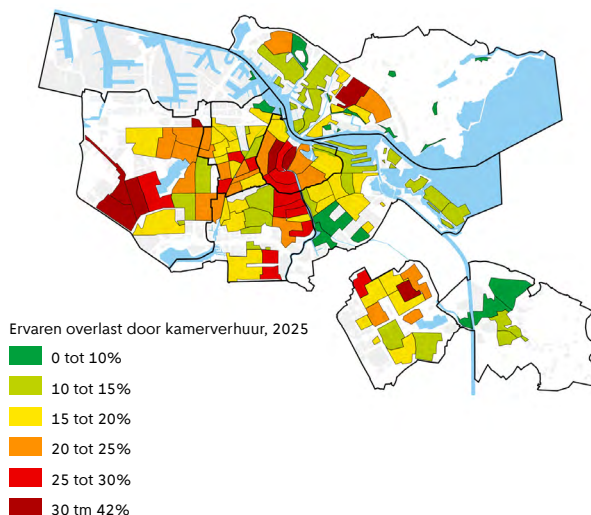 Ervaren overlast door kamerverhuur, 2025
0 tot 10%
10 tot 15%
15 tot 20%
20 tot 25%
25 tot 30%
30 tm 42%